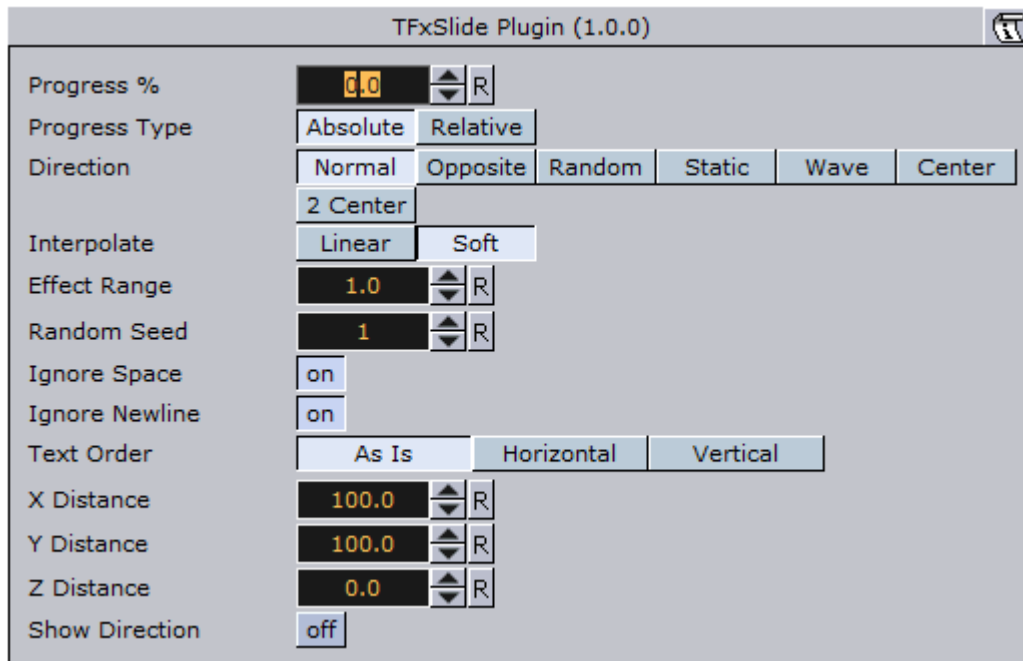 TFxSlide Plugin (1.0.0)
Progress % 0.0 R
Progress Type Absolute Relative
Direction Normal Opposite Random Static Wave Center
2 Center
Interpolate Linear Soft
Effect Range 1.0 R
Random Seed 1 R
Ignore Space on
Ignore Newline on
Text Order As Is Horizontal Vertical
X Distance 100.0 R
Y Distance 100.0 R
Z Distance 0.0 R
Show Direction off